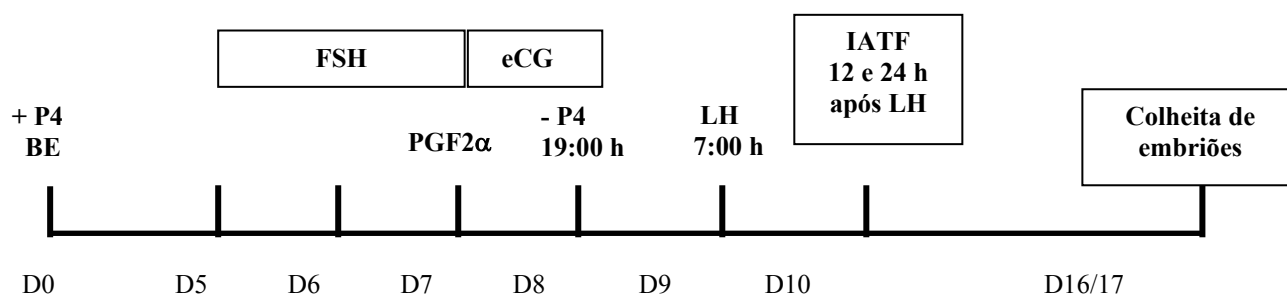 IATF
12 e 24 h
após LH
FSH
eCG
+ P4
BE
PGF2α
- P4
19:00 h
LH
7:00 h
Colheita de
embriões
D0 D5 D6 D7 D8 D9 D10 D16/17